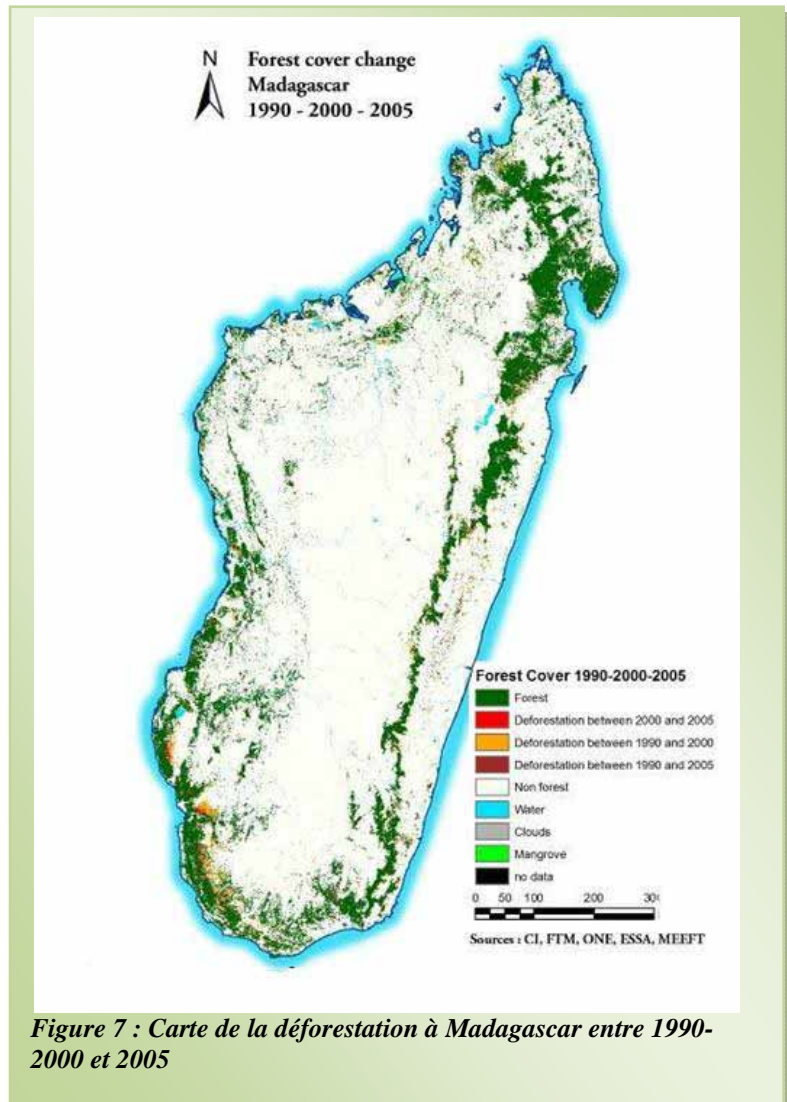 N
Forest cover change
Madagascar
1990 - 2000 - 2005
Forest Cover 1990-2000-2005
Forest
Deforestation between 2000 and 2005
Deforestation between 1990 and 2000
Deforestation between 1990 and 2005
Non forest
Water
Clouds
Mangrove
no data
0 50 100 200 30
Sources : CI, FTM, ONE, ESSA, MEEFT
Figure 7 : Carte de la déforestation à Madagascar entre 1990-
2000 et 2005